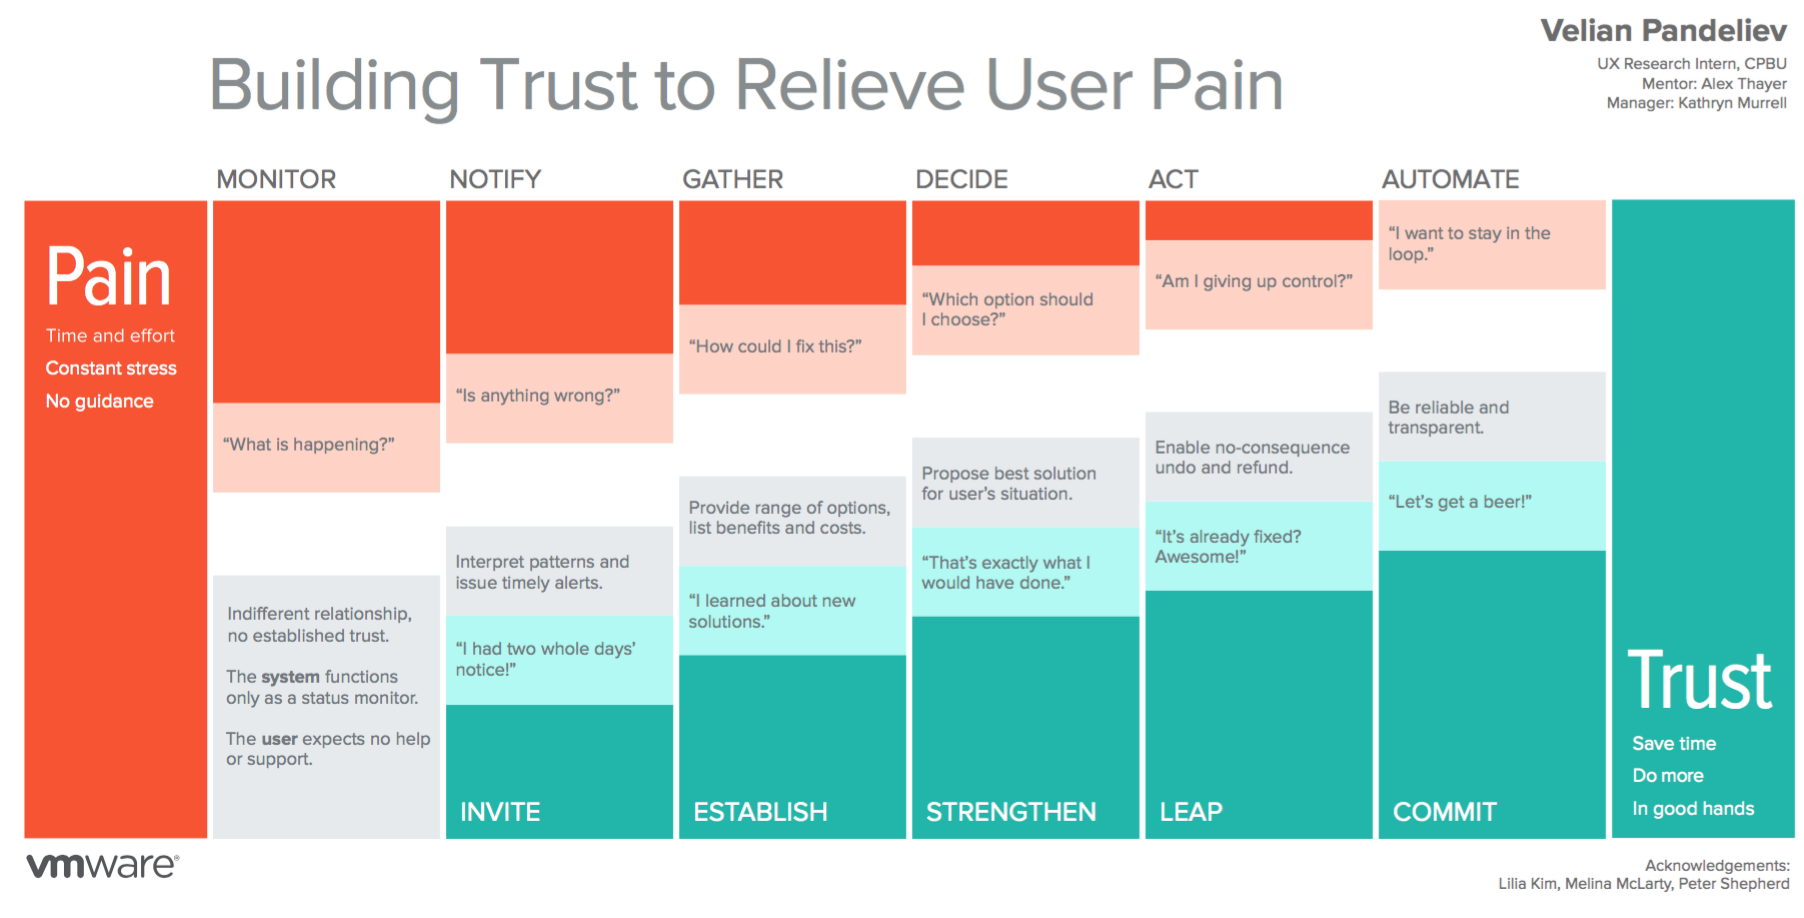 Velian Pandeliev
UX Research Intern, CPBU
Mentor: Alex Thayer
Manager: Kathryn Murrell
Building Trust to Relieve User Pain
MONITOR
NOTIFY
GATHER
DECIDE
ACT
AUTOMATE
Pain
Time and effort
Constant stress
No guidance
“What is happening?”
Indifferent relationship,
no established trust.
The system functions
only as a status monitor.
The user expects no help
or support.
“Is anything wrong?”
Interpret patterns and
issue timely alerts.
“I had two whole days’
notice!”
INVITE
“How could I fix this?”
Provide range of options,
list benefits and costs.
“I learned about new
solutions.”
ESTABLISH
“Which option should
I choose?”
Propose best solution
for user’s situation.
“That’s exactly what I
would have done.”
STRENGTHEN
“Am I giving up control?”
Enable no-consequence
undo and refund.
“It’s already fixed?
Awesome!”
LEAP
“I want to stay in the
loop.”
Be reliable and
transparent.
“Let’s get a beer!”
COMMIT
Trust
Save time
Do more
In good hands
vmware®
Acknowledgements:
Lilia Kim, Melina McLarty, Peter Shepherd